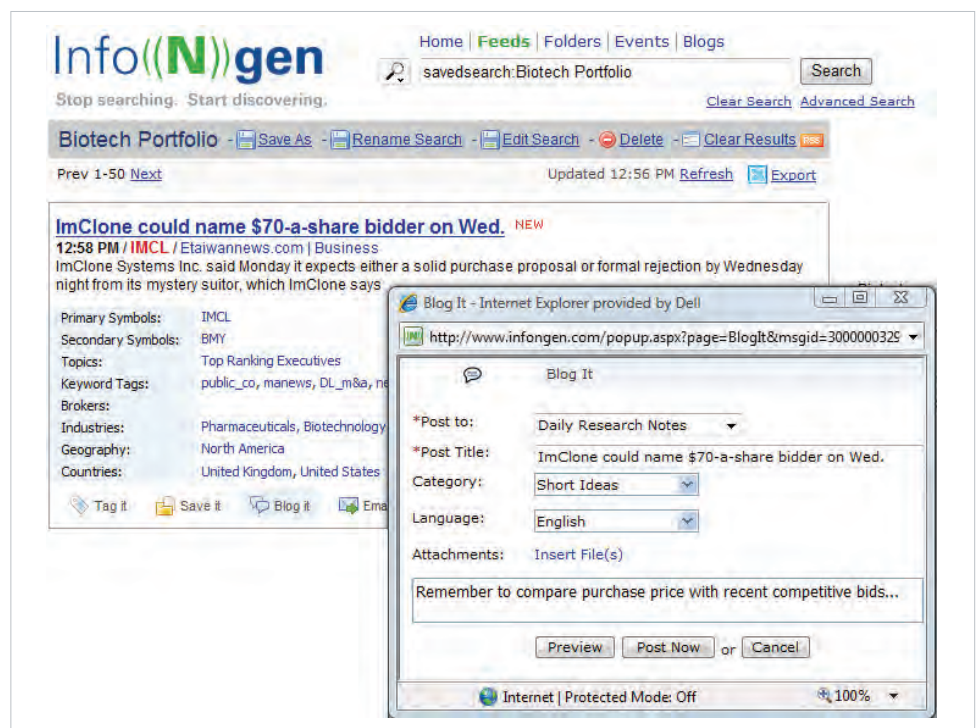 Info((N))gen
Stop searching. Start discovering.
Home | Feeds | Folders | Events | Blogs
savedsearch:Biotech Portfolio
Search
Clear Search Advanced Search
Biotech Portfolio - Save As - Rename Search - Edit Search - Delete - Clear Results RSS
Prev 1-50 Next
Updated 12:56 PM Refresh Export
ImClone could name $70-a-share bidder on Wed. NEW
12:58 PM / IMCL / Etaiwannews.com | Business
ImClone Systems Inc. said Monday it expects either a solid purchase proposal or formal rejection by Wednesday
night from its mystery suitor, which ImClone says
Primary Symbols: IMCL
Secondary Symbols: BMY
Topics: Top Ranking Executives
Keyword Tags: public_co, manews, DL_m&a, ne
Brokers:
Industries: Pharmaceuticals, Biotechnology
Geography: North America
Countries: United Kingdom, United States
Tag it Save it Blog it Ema
Blog It - Internet Explorer provided by Dell
http://www.infongen.com/popup.aspx?page=BlogIt&msgid=3000000329
Blog It
*Post to: Daily Research Notes
*Post Title: ImClone could name $70-a-share bidder on Wed.
Category: Short Ideas
Language: English
Attachments: Insert File(s)
Remember to compare purchase price with recent competitive bids...
Preview Post Now or Cancel
Internet | Protected Mode: Off 100%